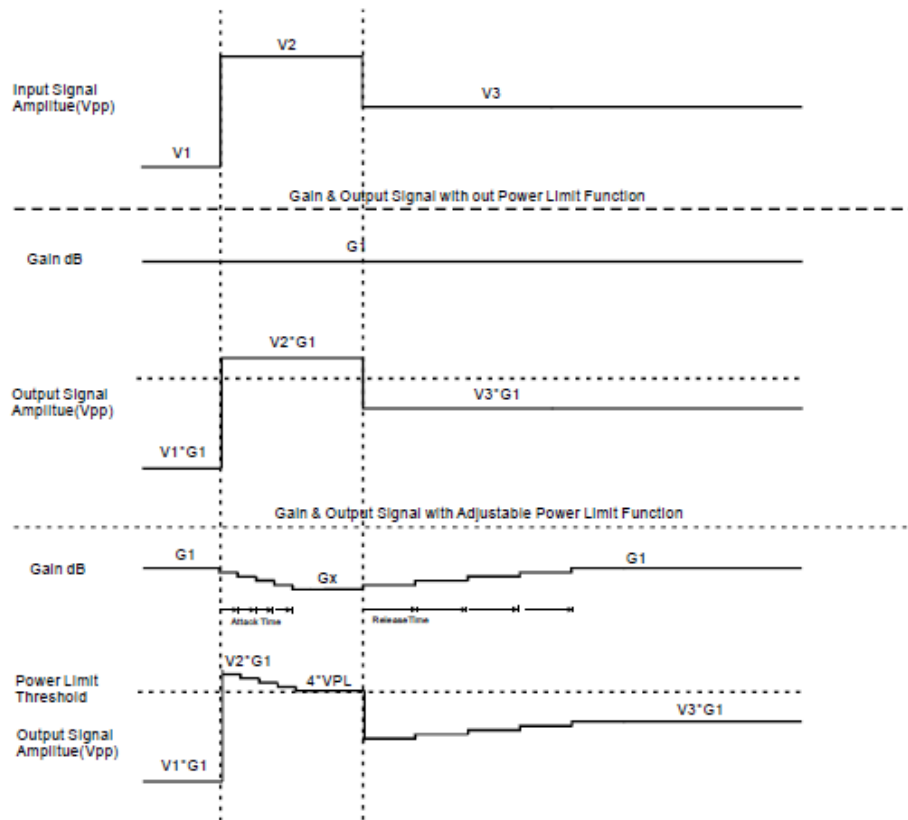 V2
Input Signal
Amplitue(Vpp)
V3
V1
Gain & Output Signal with out Power Limit Function
G1
Gain dB
V2*G1
Output Signal
Amplitue(Vpp)
V3*G1
V1*G1
Gain & Output Signal with Adjustable Power Limit Function
G1
Gain dB
Gx
G1
Attack Time
ReleaseTime
V2*G1
Power Limit
Threshold
4*VPL
V3*G1
Output Signal
Amplitue(Vpp)
V1*G1